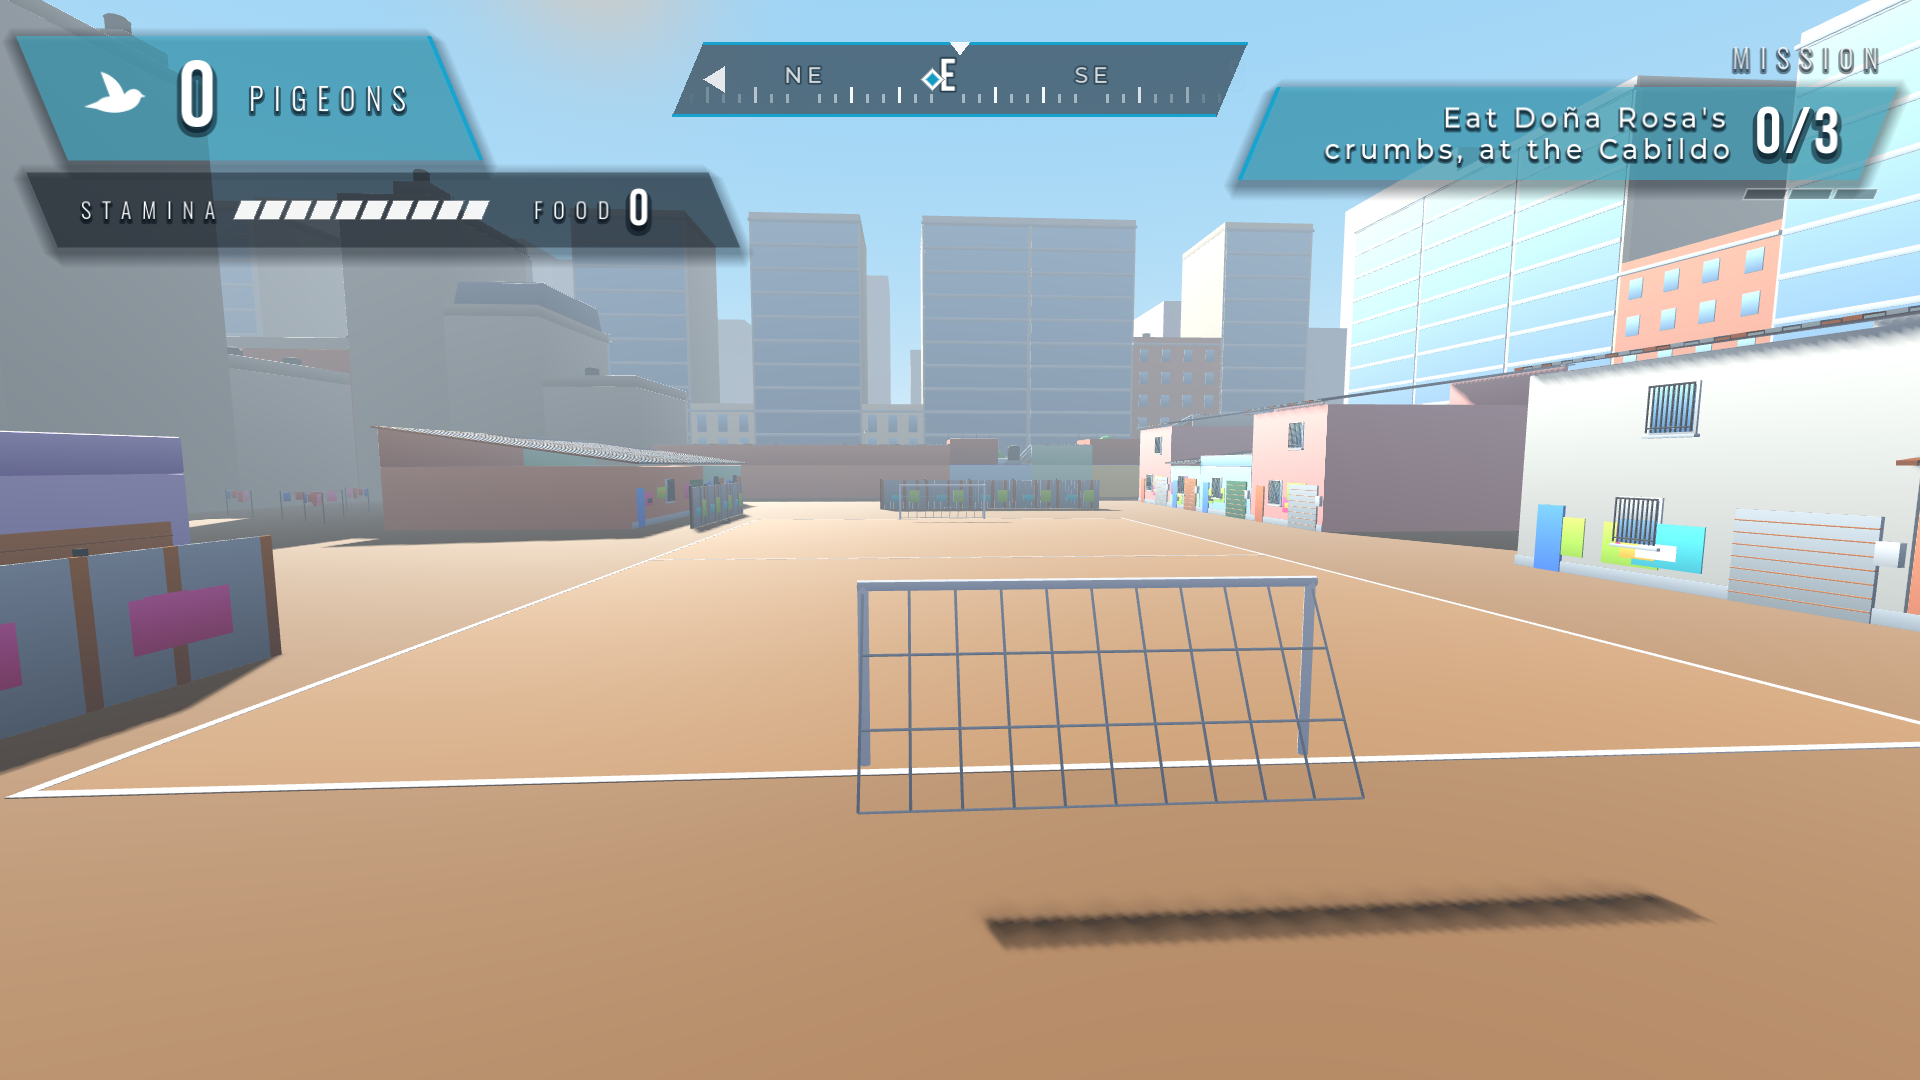 0 PIGEONS
STAMINA FOOD 0
NE E SE
MISSION
Eat Doña Rosa's
crumbs, at the Cabildo
0/3